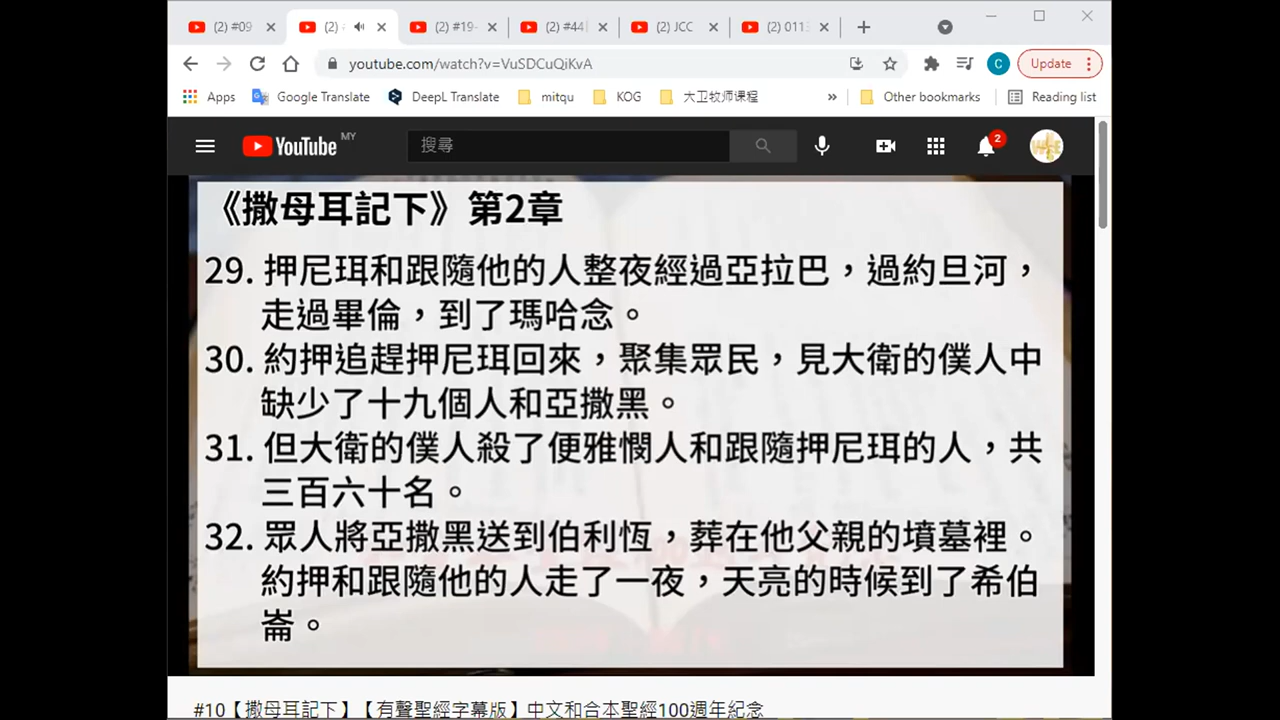 (2) #09
(2)
(2) #19-
(2) #44
(2) JCC
(2) 011
youtube.com/watch?v=VuSDCuQiKvA
C
Update
Apps
Google Translate
DeepL Translate
mitqu
KOG
大卫牧师课程
»
Other bookmarks
Reading list
YouTube MY
搜尋
2
《撒母耳記下》第2章
29. 押尼珥和跟隨他的人整夜經過亞拉巴，過約旦河，
走過畢倫，到了瑪哈念。
30. 約押追趕押尼珥回來，聚集眾民，見大衛的僕人中
缺少了十九個人和亞撒黑。
31. 但大衛的僕人殺了便雅憫人和跟隨押尼珥的人，共
三百六十名。
32. 眾人將亞撒黑送到伯利恆，葬在他父親的墳墓裡。
約押和跟隨他的人走了一夜，天亮的時候到了希伯
崙。
#10【撒母耳記下】【有聲聖經字幕版】中文和合本聖經100週年紀念